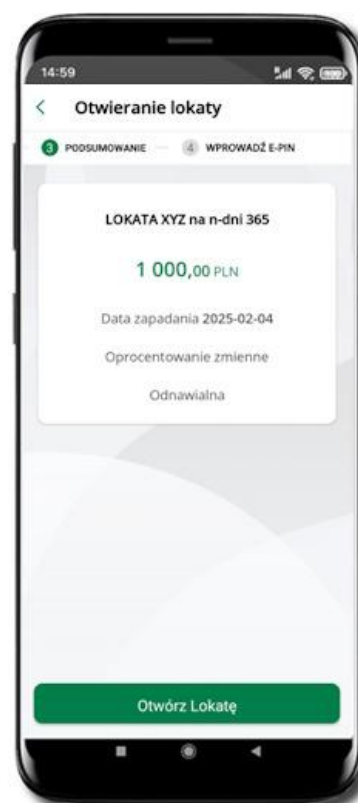 14:59
Otwieranie lokaty
3 PODSUMOWANIE 4 WPROWADŹ E-PIN
LOKATA XYZ na n-dni 365
1 000,00 PLN
Data zapadania 2025-02-04
Oprocentowanie zmienne
Odnawialna
Otwórz Lokatę